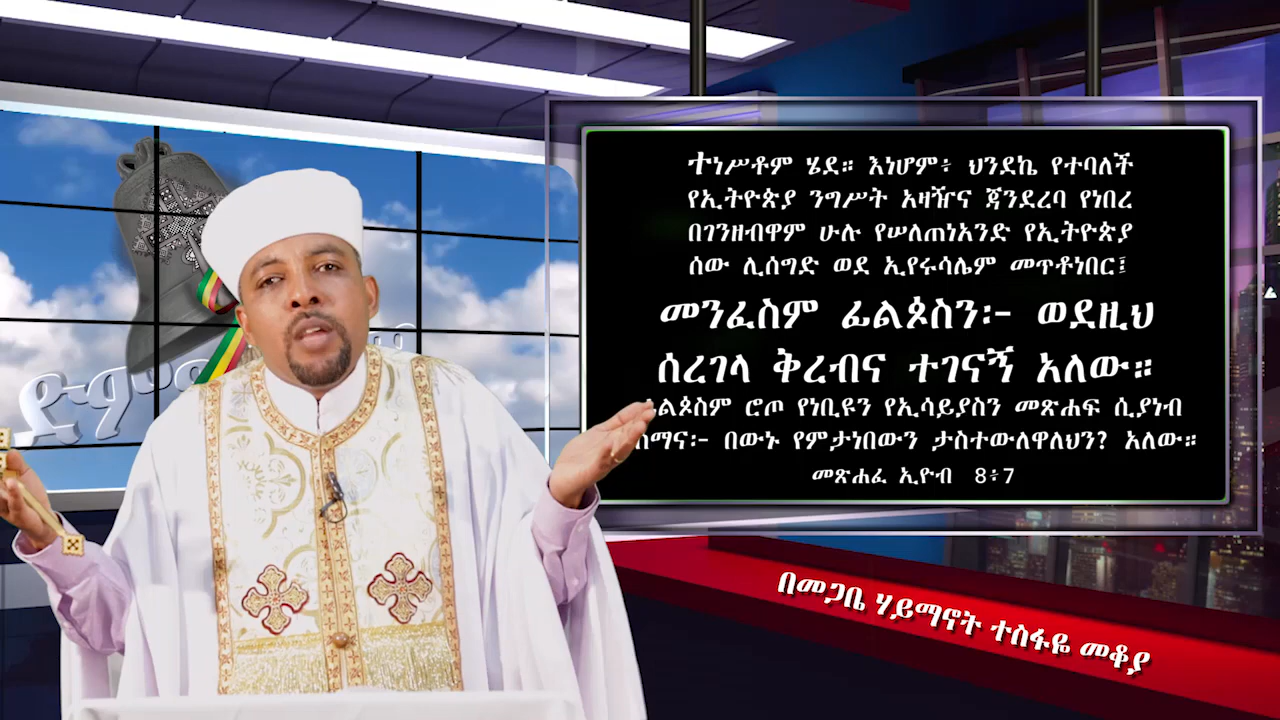 ተነሥቶም ሄደ። እነሆም፥ ህንደኬ የተባለች
የኢትዮጵያ ንግሥት አዛዥና ጃንደረባ የነበረ
በገንዘብዋም ሁሉ የሠለጠነአንድ የኢትዮጵያ
ሰው ሊሰግድ ወደ ኢየሩሳሌም መጥቶነበር፤
መንፈስም ፊልጶስን፡- ወደዚህ
ሰረገላ ቅረብና ተገናኝ አለው።
ሮጦ የነቢዩን የኢሳይያስን መጽሐፍ ሲያነብ
በውኑ የምታነበውን ታስተውለዋለህን? አለው።
መጽሐፈ ኢዮብ 8፥7
በመጋቤ ሃይማኖት ተስፋዬ መቆያ